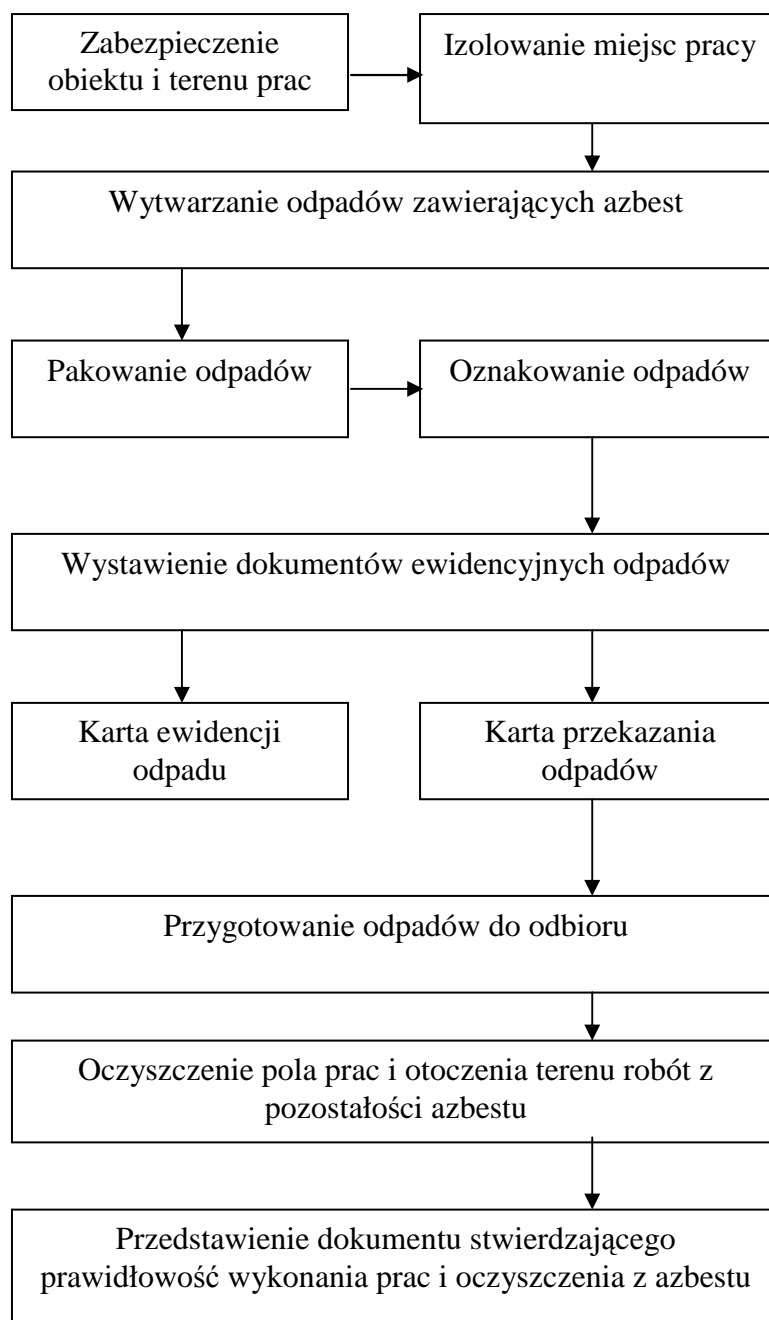 Zabezpieczenie
obiektu i terenu prac
Izolowanie miejsc pracy
Wytwarzanie odpadów zawierających azbest
Pakowanie odpadów
Oznakowanie odpadów
Wystawienie dokumentów ewidencyjnych odpadów
Karta ewidencji
odpadu
Karta przekazania
odpadów
Przygotowanie odpadów do odbioru
Oczyszczenie pola prac i otoczenia terenu robót z
pozostałości azbestu
Przedstawienie dokumentu stwierdzającego
prawidłowość wykonania prac i oczyszczenia z azbestu